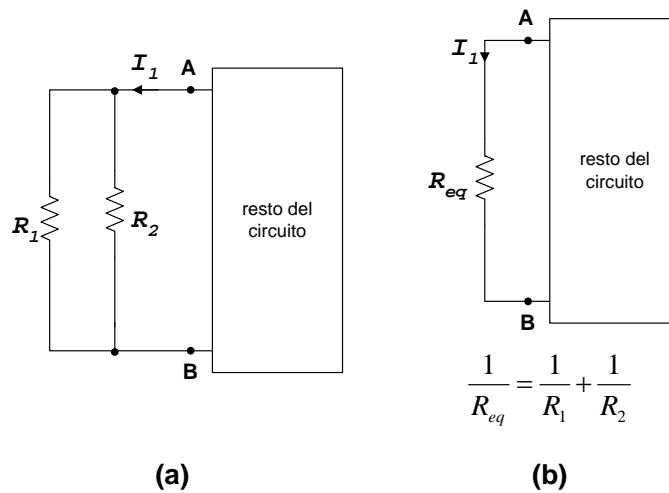 I1
A
R1
R2
resto del
circuito
B
(a)
A
I1
Req
resto del
circuito
B
1/Req = 1/R1 + 1/R2
(b)